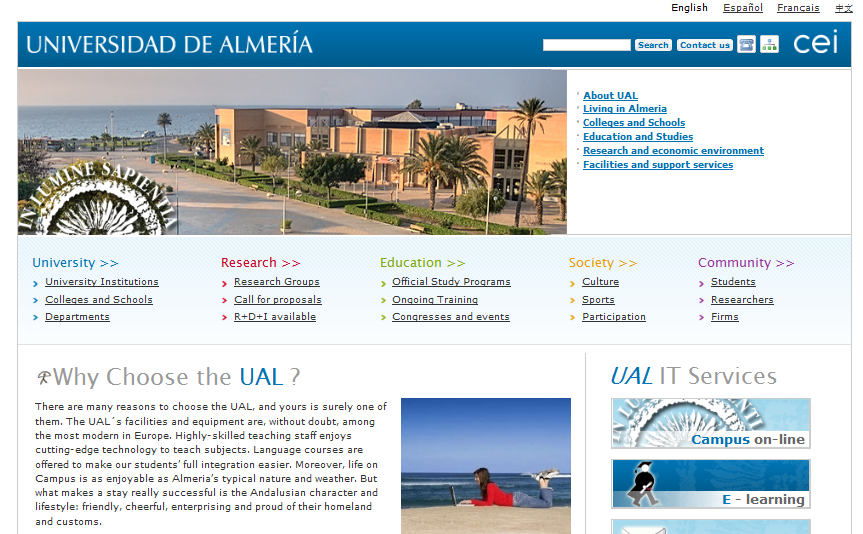 English Español Français 中文
UNIVERSIDAD DE ALMERÍA
Search Contact us cei
About UAL
Living in Almeria
Colleges and Schools
Education and Studies
Research and economic environment
Facilities and support services
IN LUMINE SAPIENTIA
University >> Research >> Education >> Society >> Community >>
University Institutions Research Groups Official Study Programs Culture Students
Colleges and Schools Call for proposals Ongoing Training Sports Researchers
Departments R+D+I available Congresses and events Participation Firms
Why Choose the UAL ?
There are many reasons to choose the UAL, and yours is surely one of
them. The UAL´s facilities and equipment are, without doubt, among
the most modern in Europe. Highly-skilled teaching staff enjoys
cutting-edge technology to teach subjects. Language courses are
offered to make our students' full integration easier. Moreover, life on
Campus is as enjoyable as Almeria's typical nature and weather. But
what makes a stay really successful is the Andalusian character and
lifestyle: friendly, cheerful, enterprising and proud of their homeland
and customs.
UAL IT Services
IN LUMINE SAPIENTIA
Campus on-line
E - learning